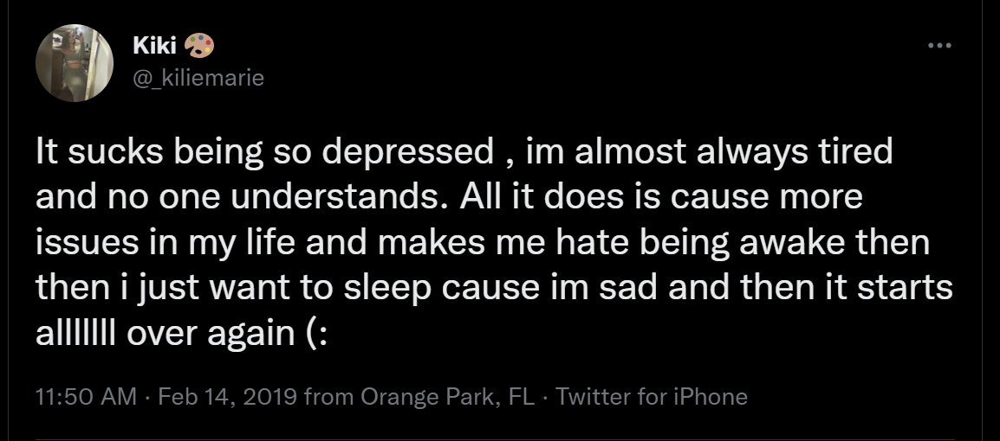 Kiki 🎨
@_kiliemarie
It sucks being so depressed , im almost always tired
and no one understands. All it does is cause more
issues in my life and makes me hate being awake then
then i just want to sleep cause im sad and then it starts
alllllll over again (:
11:50 AM · Feb 14, 2019 from Orange Park, FL · Twitter for iPhone